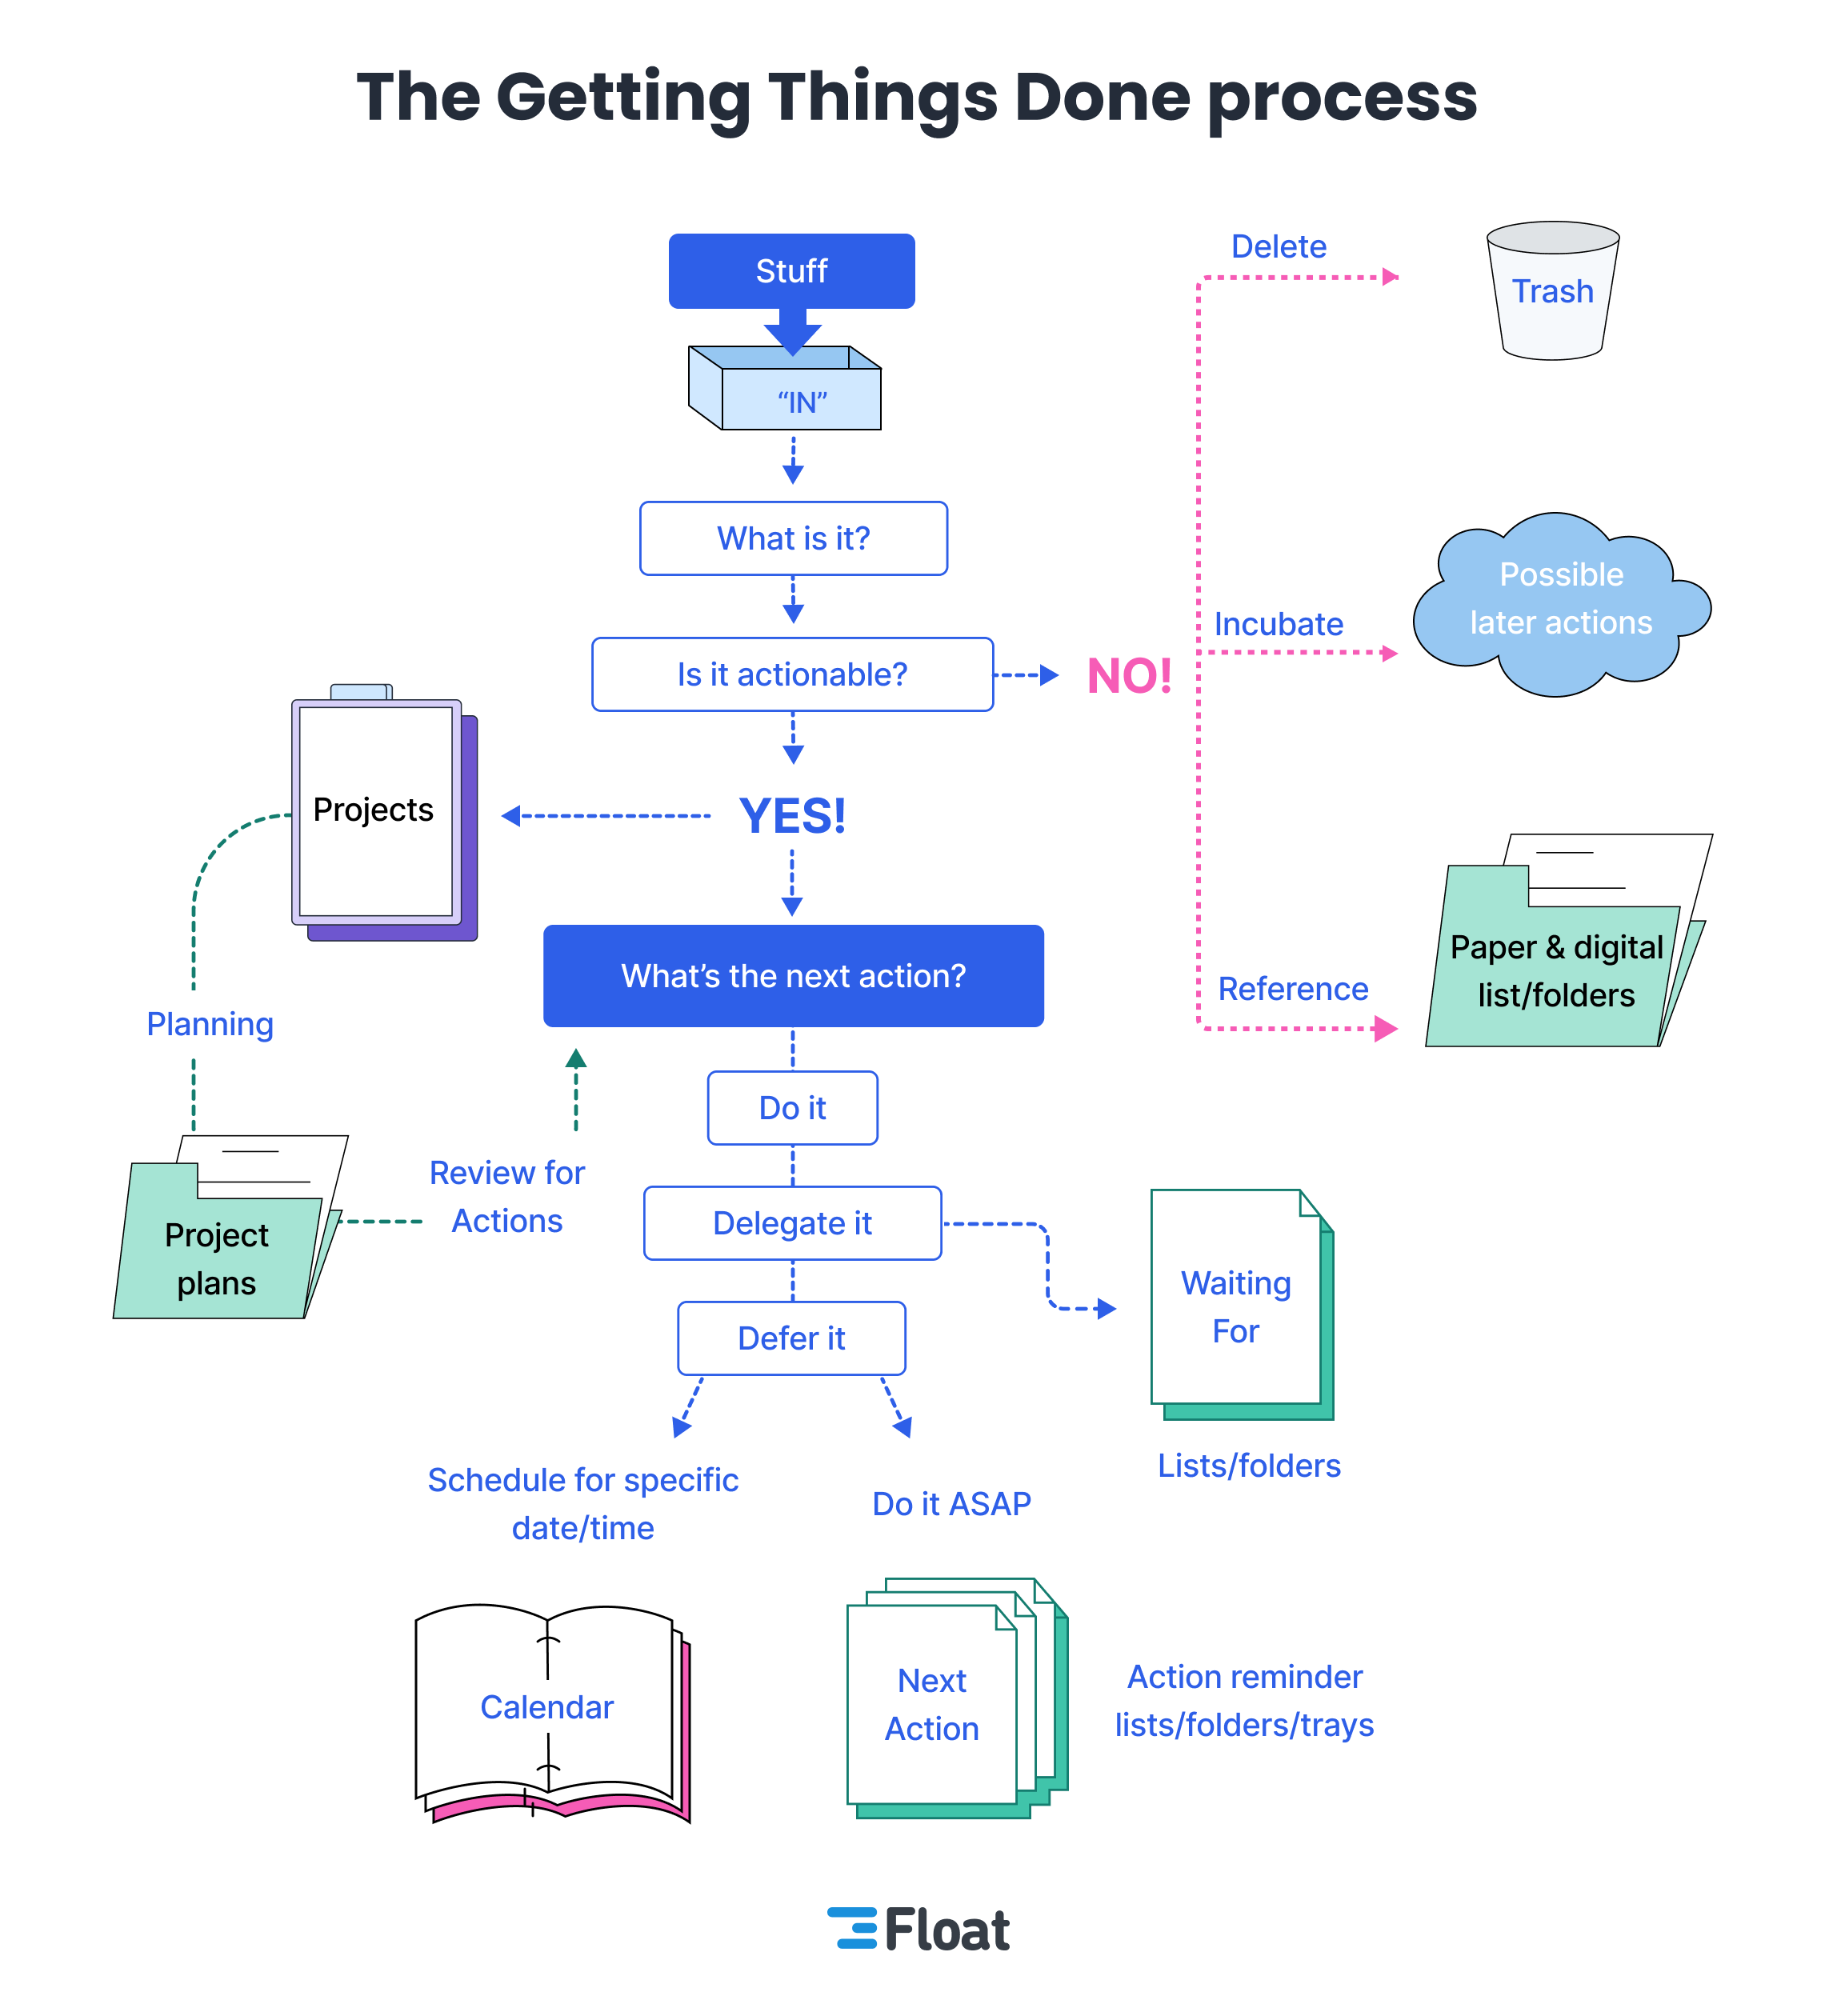 The Getting Things Done process
Stuff
“IN”
What is it?
Is it actionable?
NO!
Delete
Trash
Incubate
Possible
later actions
Reference
Paper & digital
list/folders
YES!
Projects
Planning
Project
plans
Review for
Actions
What’s the next action?
Do it
Delegate it
Waiting
For
Lists/folders
Defer it
Schedule for specific
date/time
Calendar
Do it ASAP
Next
Action
Action reminder
lists/folders/trays
Float